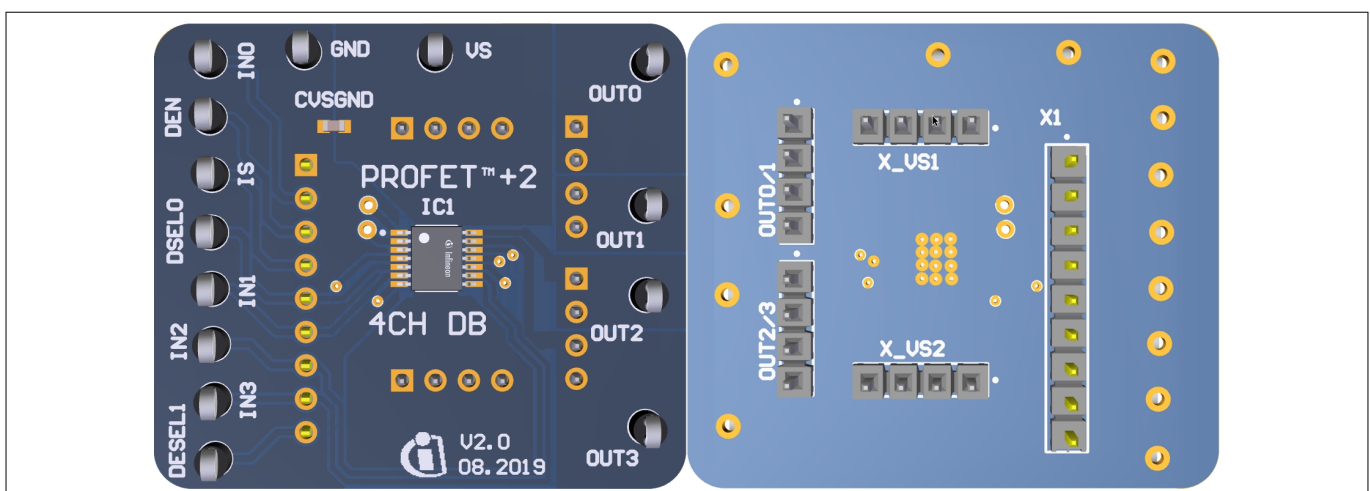 IN0
GND
VS
OUT0
DEN
CVSGND
IS
PROFET™+2
IC1
DSEL0
infineon
OUT1
IN1
4CH DB
OUT2
IN2
IN3
DESEL1
V2.0
08.2019
OUT3
X_VS1
X1
OUT0/1
OUT2/3
X_VS2